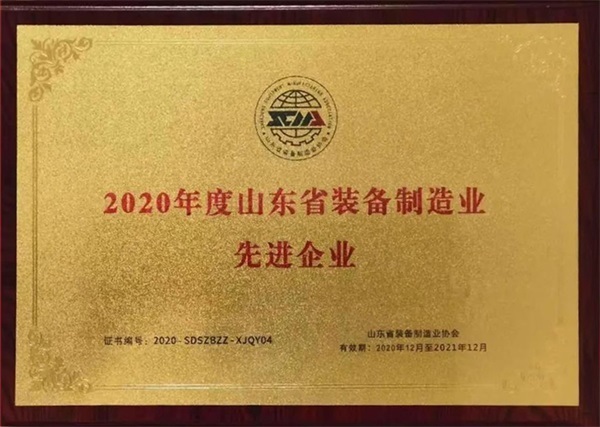 2020年度山东省装备制造业
先进企业
证书编号：2020-SDSZBZZ-XJQY04
山东省装备制造业协会
有效期：2020年12月至2021年12月